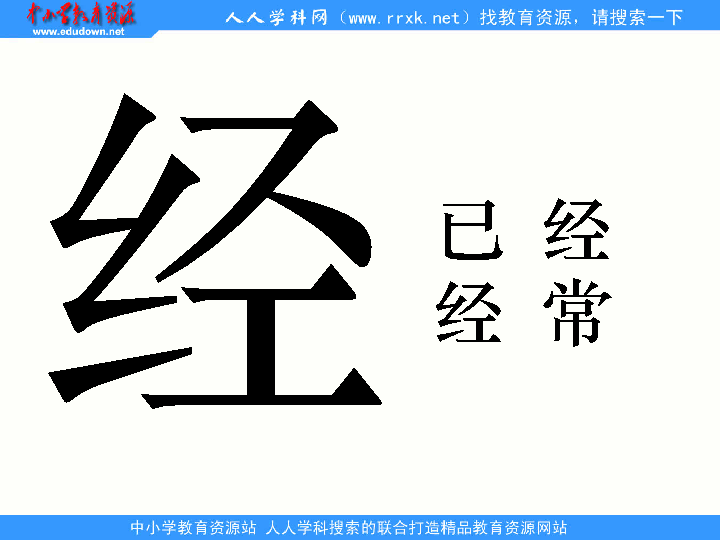 中小学教育资源
www.edudown.net
人人学科网（www.rrxk.net）找教育资源，请搜索一下
经
已 经
经 常
中小学教育资源站 人人学科搜索的联合打造精品教育资源网站